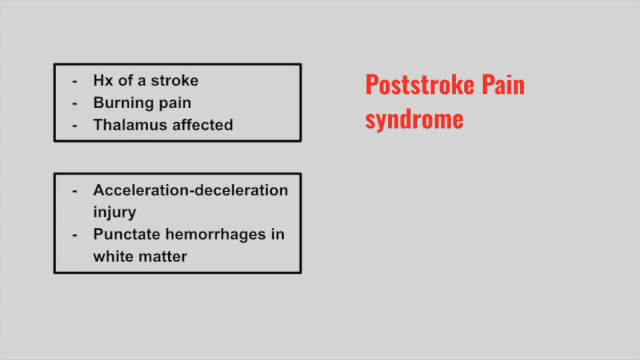 - Hx of a stroke
- Burning pain
- Thalamus affected
Poststroke Pain
syndrome
- Acceleration-deceleration
injury
- Punctate hemorrhages in
white matter